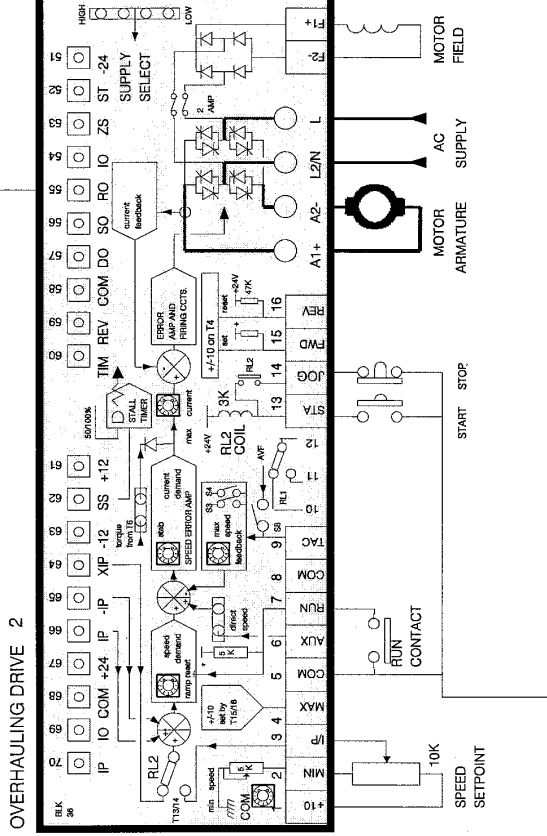 OVERHAULING DRIVE 2
HIGH
LOW
SUPPLY
SELECT
51
-24
52
ST
53
ZS
54
IO
55
RO
56
SO
57
DO
58
COM
59
REV
60
TIM
61
+12
62
SS
63
-12
64
XIP
65
-IP
66
IP
67
+24
68
COM
69
IO
70
IP
BLK
36
2
AMP
current
feedback
ERROR
AMP AND
FIRING CCTS.
current
max
50/100%
STALL
TIMER
torque
from T6
current
demand
stab
SPEED ERROR AMP
S3 S4
max
speed
feedback
direct
speed
speed
demand
ramp reset
5
K
+/-10
set by
T15/16
RL2
T13/14
min speed
5
K
COM
+/-10 on T4
reset
+24V
47K
set
RL2
3K
+24V
RL2
COIL
AVF
S8
RL1
10
11
12
F1+
F2-
L
L2/N
A2-
A1+
16
REV
15
FWD
14
JOG
13
STA
9
TAC
8
COM
7
RUN
6
AUX
5
COM
4
MAX
3
I/P
2
MIN
1
+10
MOTOR
FIELD
AC
SUPPLY
MOTOR
ARMATURE
START
STOP
RUN
CONTACT
10K
SPEED
SETPOINT